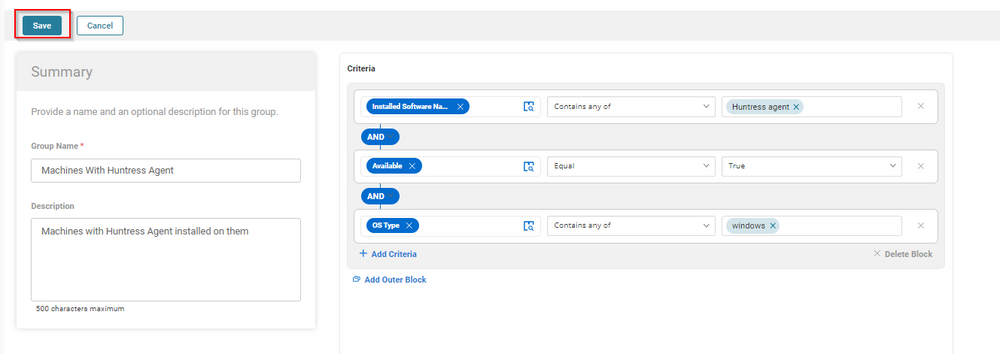 Save
Cancel
Summary
Provide a name and an optional description for this group.
Group Name *
Machines With Huntress Agent
Description
Machines with Huntress Agent installed on them
500 characters maximum
Criteria
Installed Software Na... Contains any of Huntress agent
AND
Available Equal True
AND
OS Type Contains any of windows
+ Add Criteria
Delete Block
Add Outer Block